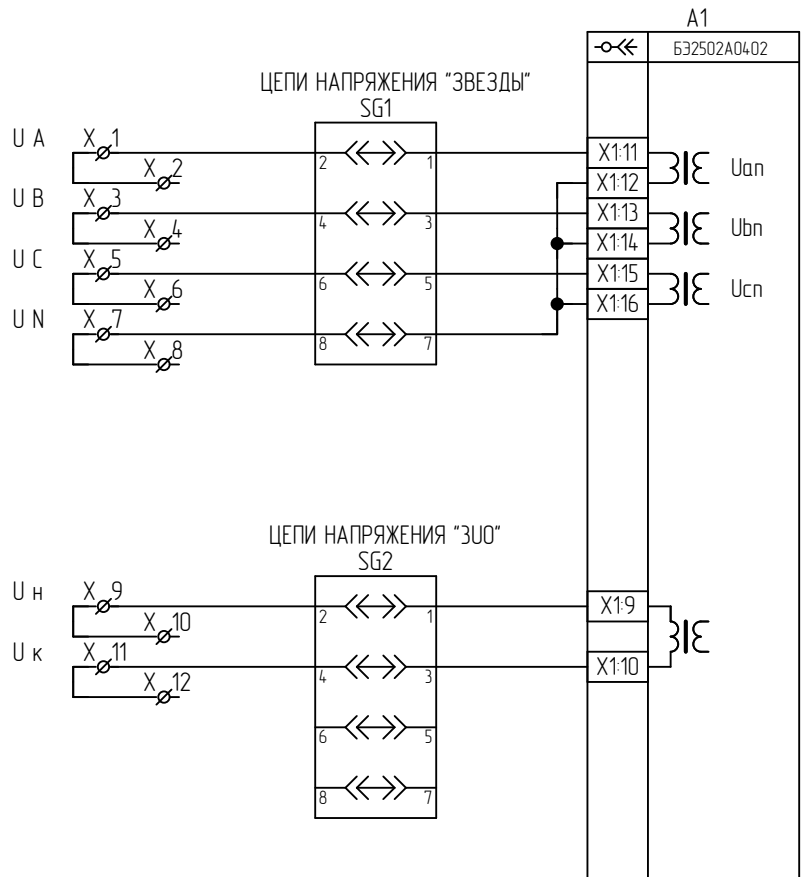 A1
БЭ2502А0402
ЦЕПИ НАПРЯЖЕНИЯ "ЗВЕЗДЫ"
SG1
U A X 1 2 1 X1:11
X 2 X1:12 Uan
U B X 3 4 3 X1:13
X 4 X1:14 Ubn
U C X 5 6 5 X1:15
X 6 X1:16 Ucn
U N X 7 8 7
X 8
ЦЕПИ НАПРЯЖЕНИЯ "3U0"
SG2
U н X 9 2 1 X1:9
X 10
U к X 11 4 3 X1:10
X 12
6 5
8 7